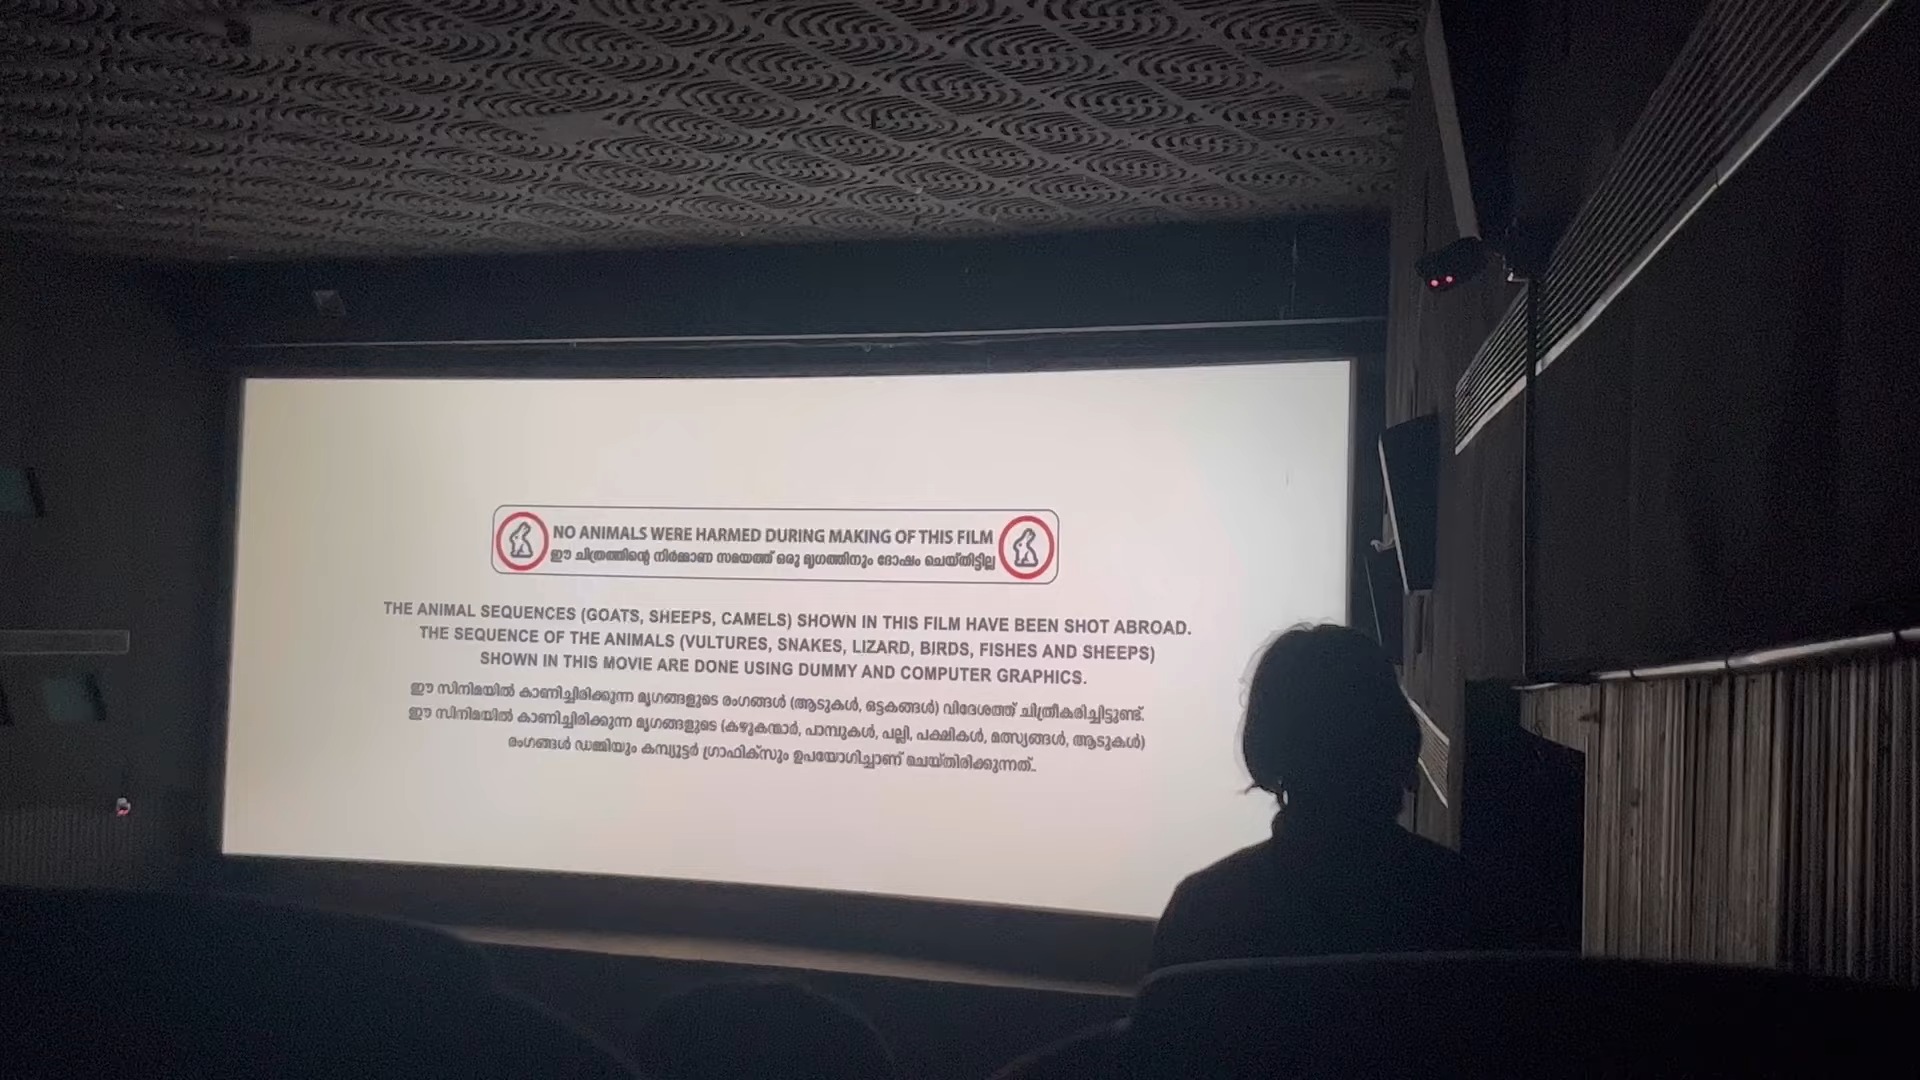 NO ANIMALS WERE HARMED DURING MAKING OF THIS FILM
ഈ ചിത്രത്തിന്റെ നിർമ്മാണ സമയത്ത് ഒരു മൃഗത്തിനും ദോഷം ചെയ്തിട്ടില്ല
THE ANIMAL SEQUENCES (GOATS, SHEEPS, CAMELS) SHOWN IN THIS FILM HAVE BEEN SHOT ABROAD.
THE SEQUENCE OF THE ANIMALS (VULTURES, SNAKES, LIZARD, BIRDS, FISHES AND SHEEPS)
SHOWN IN THIS MOVIE ARE DONE USING DUMMY AND COMPUTER GRAPHICS.
ഈ സിനിമയിൽ കാണിച്ചിരിക്കുന്ന മൃഗങ്ങളുടെ രംഗങ്ങൾ (ആടുകൾ, ഒട്ടകങ്ങൾ) വിദേശത്ത് ചിത്രീകരിച്ചിട്ടുണ്ട്.
ഈ സിനിമയിൽ കാണിച്ചിരിക്കുന്ന മൃഗങ്ങളുടെ (കഴുകന്മാർ, പാമ്പുകൾ, പല്ലി, പക്ഷികൾ, മത്സ്യങ്ങൾ, ആടുകൾ)
രംഗങ്ങൾ ഡമ്മിയും കമ്പ്യൂട്ടർ ഗ്രാഫിക്സും ഉപയോഗിച്ചാണ് ചെയ്തിരിക്കുന്നത്..